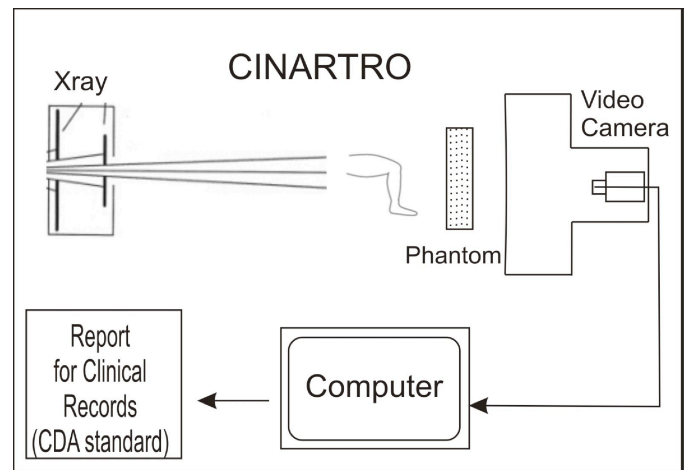 CINARTRO
Xray
Video
Camera
Phantom
Report
for Clinical
Records
(CDA standard)
Computer